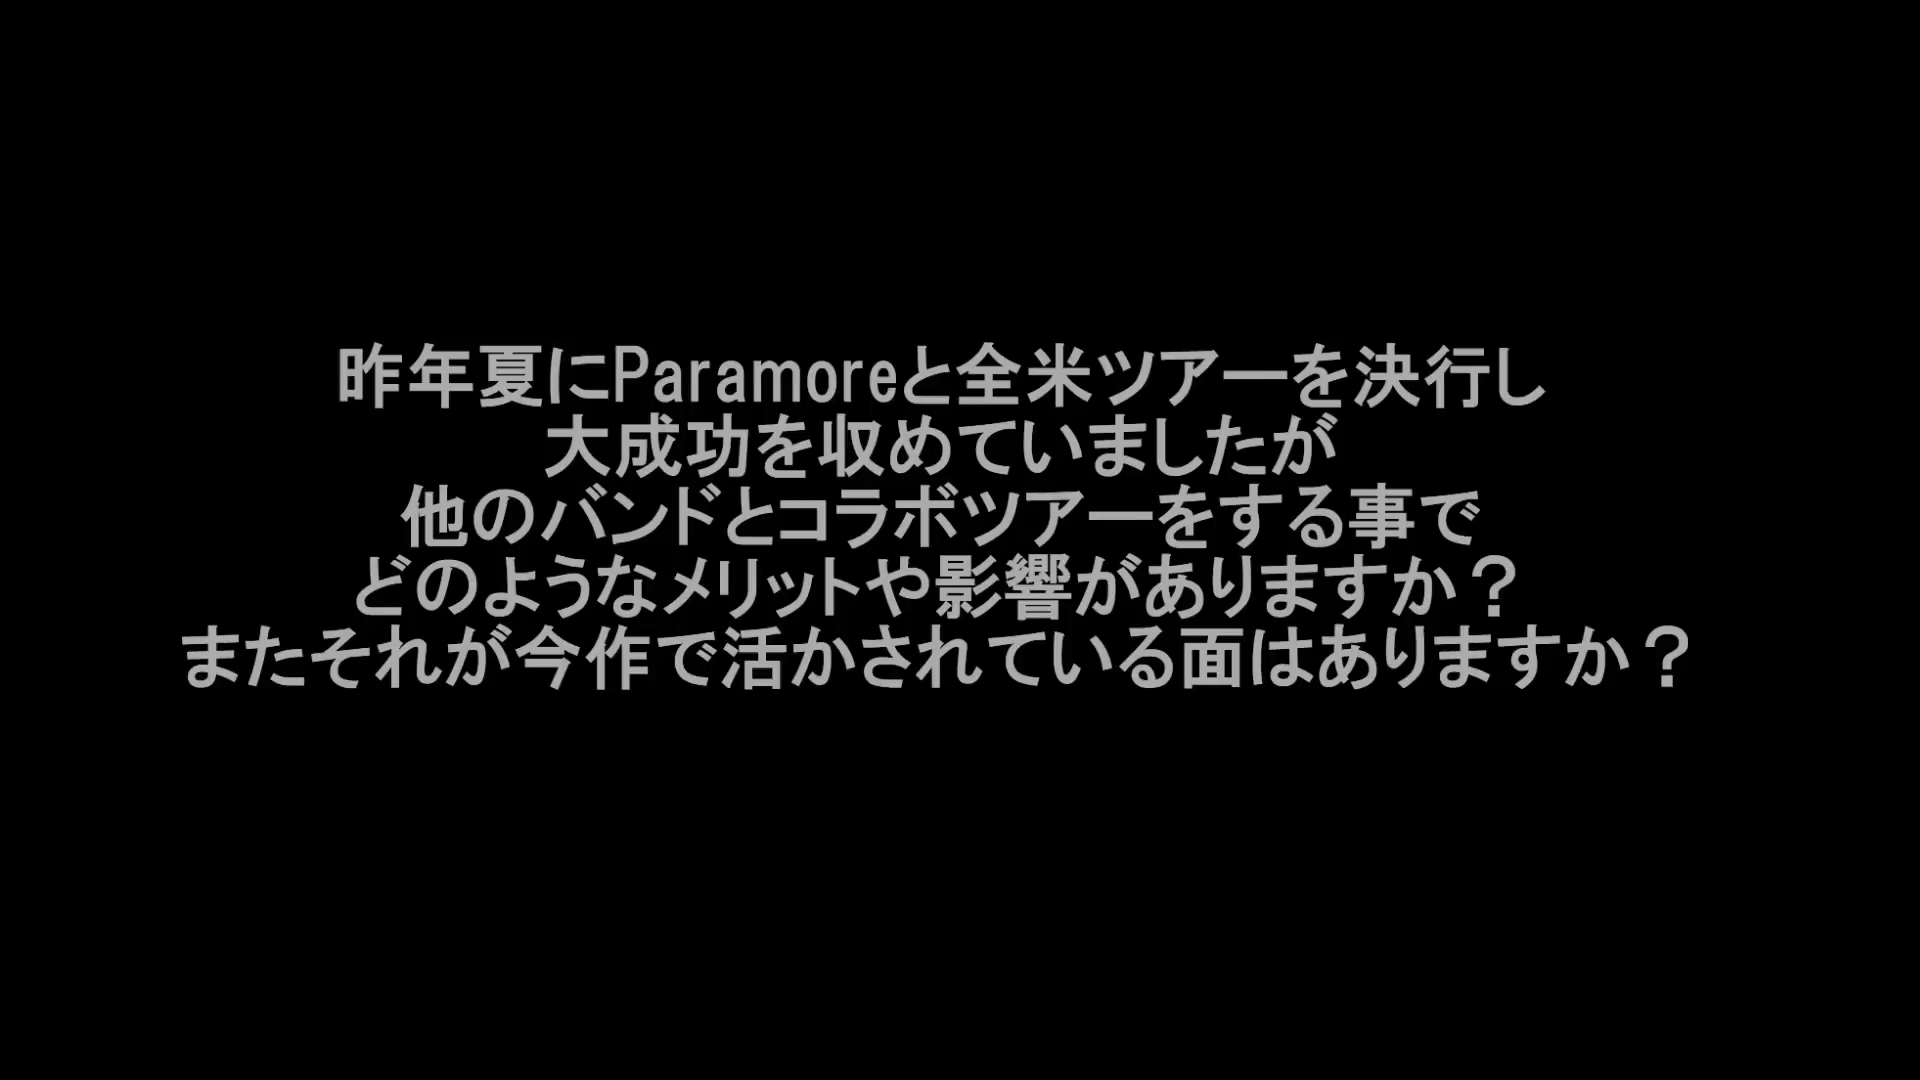 昨年夏にParamoreと全米ツアーを決行し
大成功を収めていましたが
他のバンドとコラボツアーをする事で
どのようなメリットや影響がありますか？
またそれが今作で活かされている面はありますか？